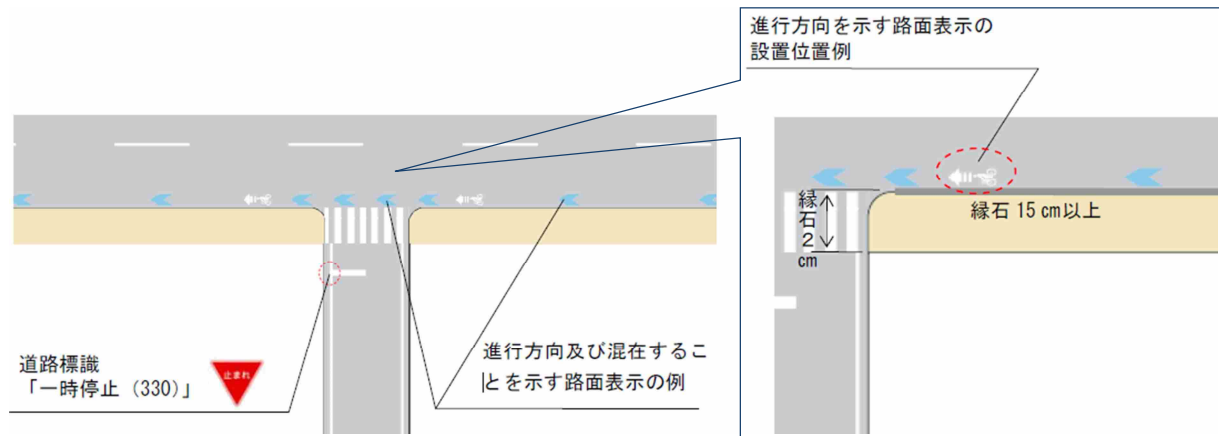 進行方向を示す路面表示の
設置位置例
縁石 15 cm以上
縁石2cm
道路標識
「一時停止（330）」
止まれ
進行方向及び混在するこ
とを示す路面表示の例